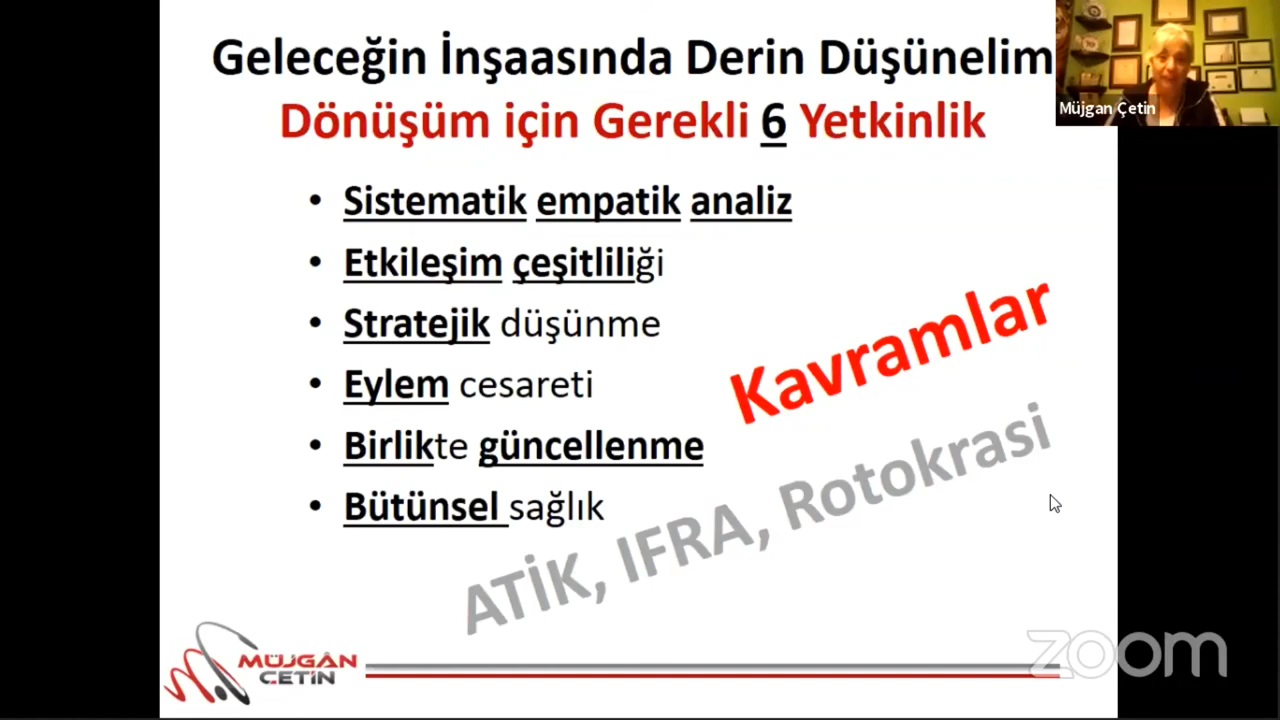 Geleceğin İnşaasında Derin Düşünelim
Dönüşüm için Gerekli 6 Yetkinlik
Müjgan Çetin
• Sistematik empatik analiz
• Etkileşim çeşitliliği
• Stratejik düşünme
• Eylem cesareti
• Birlikte güncellenme
• Bütünsel sağlık
Kavramlar
ATİK, IFRA, Rotokrasi
MÜJGÂN
ÇETİN
zoom